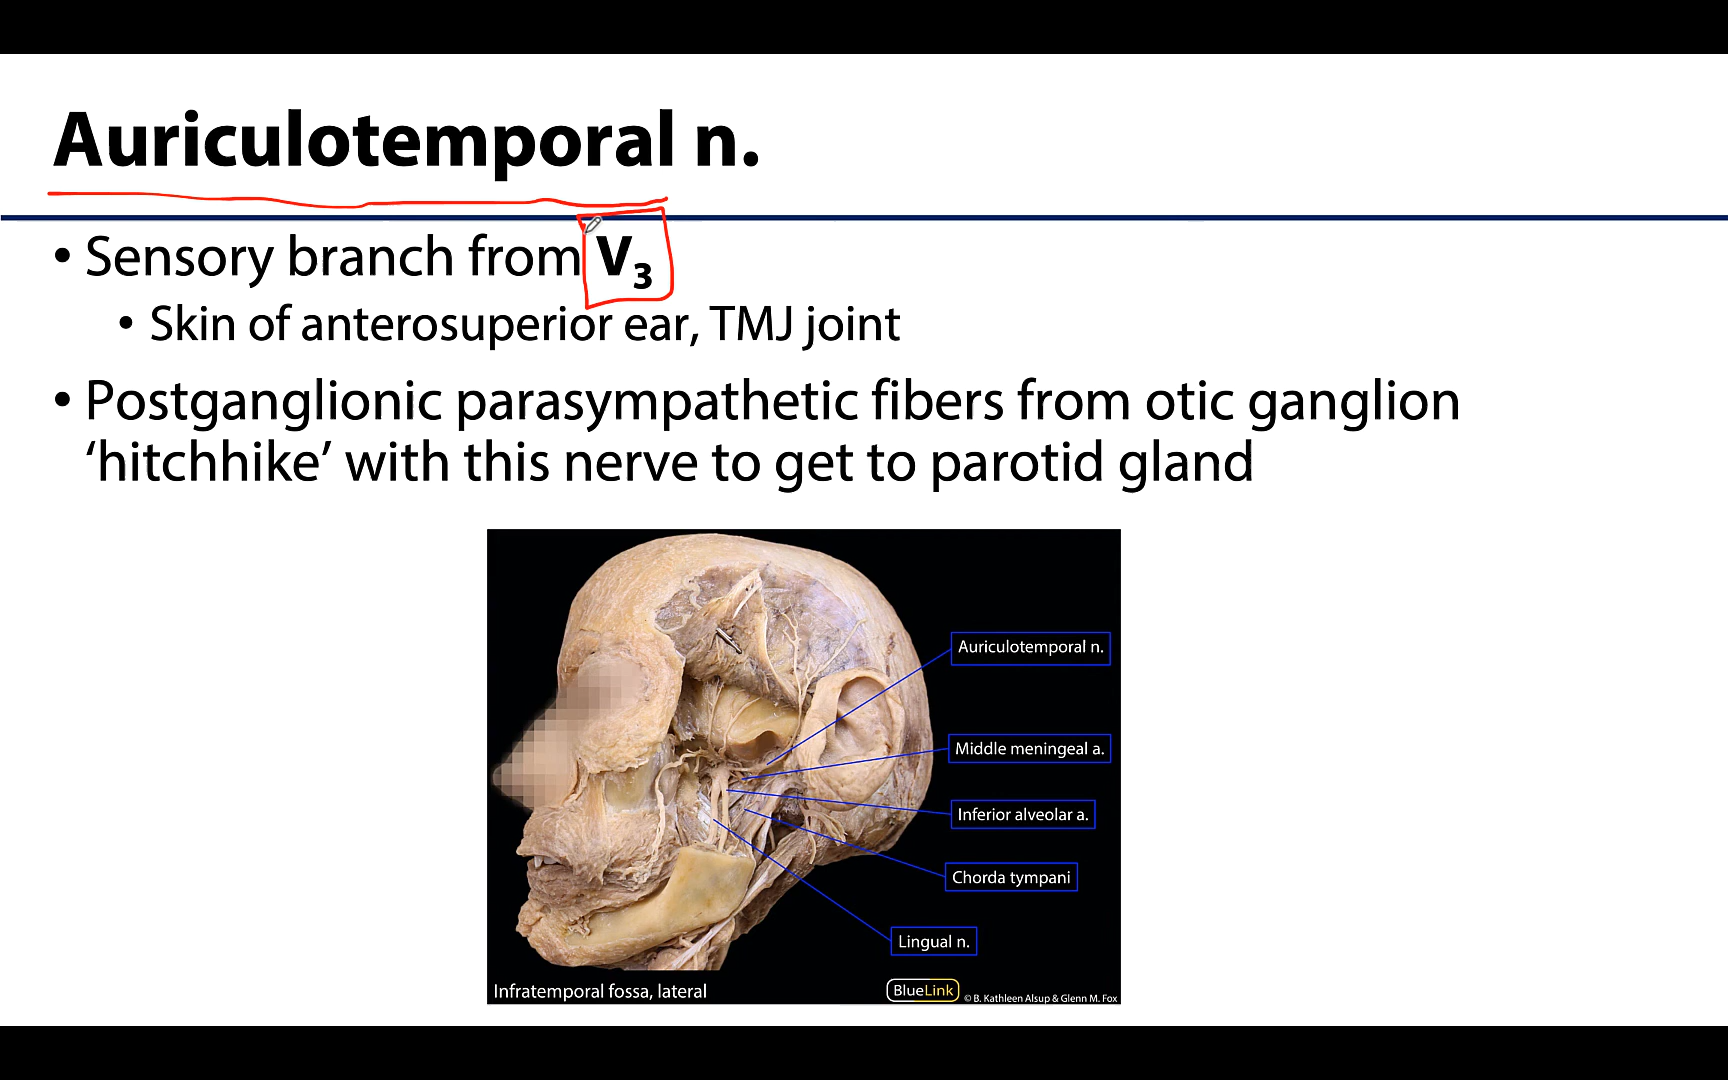 Auriculotemporal n.
• Sensory branch from V₃
• Skin of anterosuperior ear, TMJ joint
• Postganglionic parasympathetic fibers from otic ganglion
‘hitchhike’ with this nerve to get to parotid gland
Auriculotemporal n.
Middle meningeal a.
Inferior alveolar a.
Chorda tympani
Lingual n.
Infratemporal fossa, lateral
BlueLink
© B. Kathleen Alsup & Glenn M. Fox